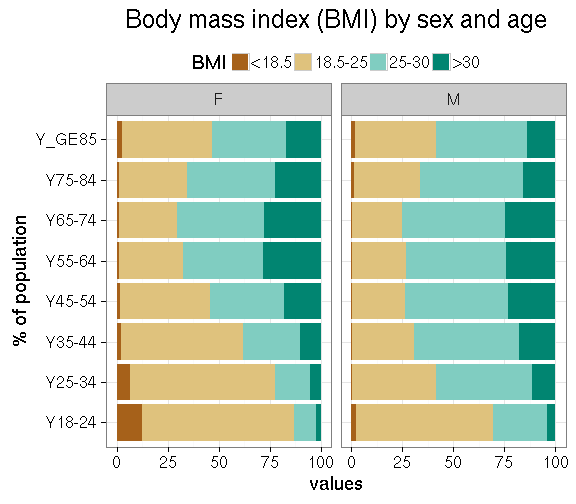 Body mass index (BMI) by sex and age
BMI <18.5 18.5-25 25-30 >30
F M
Y_GE85
Y75-84
Y65-74
Y55-64
Y45-54
Y35-44
Y25-34
Y18-24
% of population
0 25 50 75 100 0 25 50 75 100
values